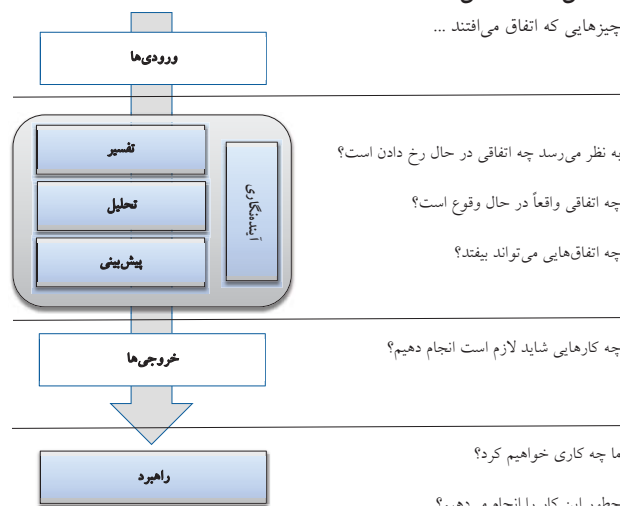 چیزهایی که اتفاق می‌افتند ...
ورودی‌ها
تفسیر
به نظر می‌رسد چه اتفاقی در حال رخ دادن است؟
تحلیل
آینده‌نگاری
چه اتفاقی واقعاً در حال وقوع است؟
پیش‌بینی
چه اتفاق‌هایی می‌تواند بیفتد؟
خروجی‌ها
چه کارهایی شاید لازم است انجام دهیم؟
راهبرد
ما چه کاری خواهیم کرد؟